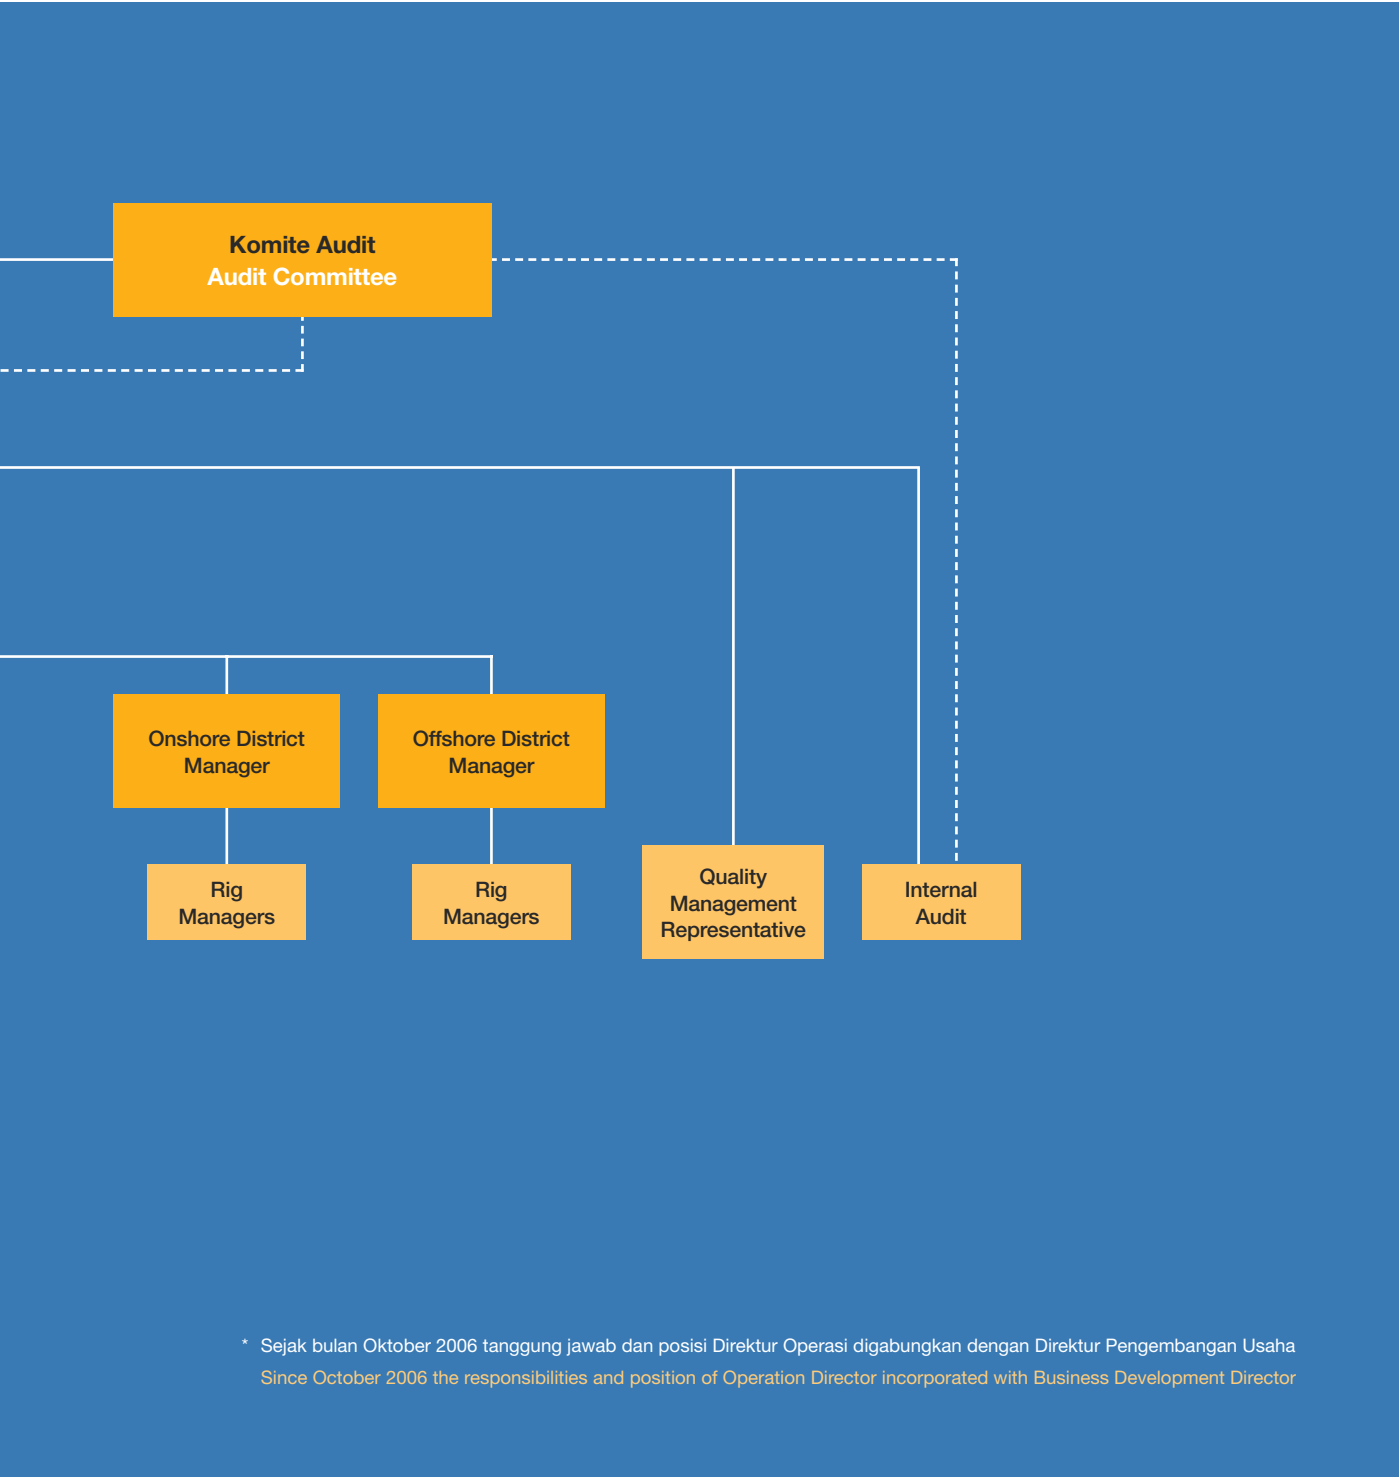 Komite Audit
Audit Committee
Onshore District
Manager
Offshore District
Manager
Rig
Managers
Rig
Managers
Quality
Management
Representative
Internal
Audit
* Sejak bulan Oktober 2006 tanggung jawab dan posisi Direktur Operasi digabungkan dengan Direktur Pengembangan Usaha
Since October 2006 the responsibilities and position of Operation Director incorporated with Business Development Director